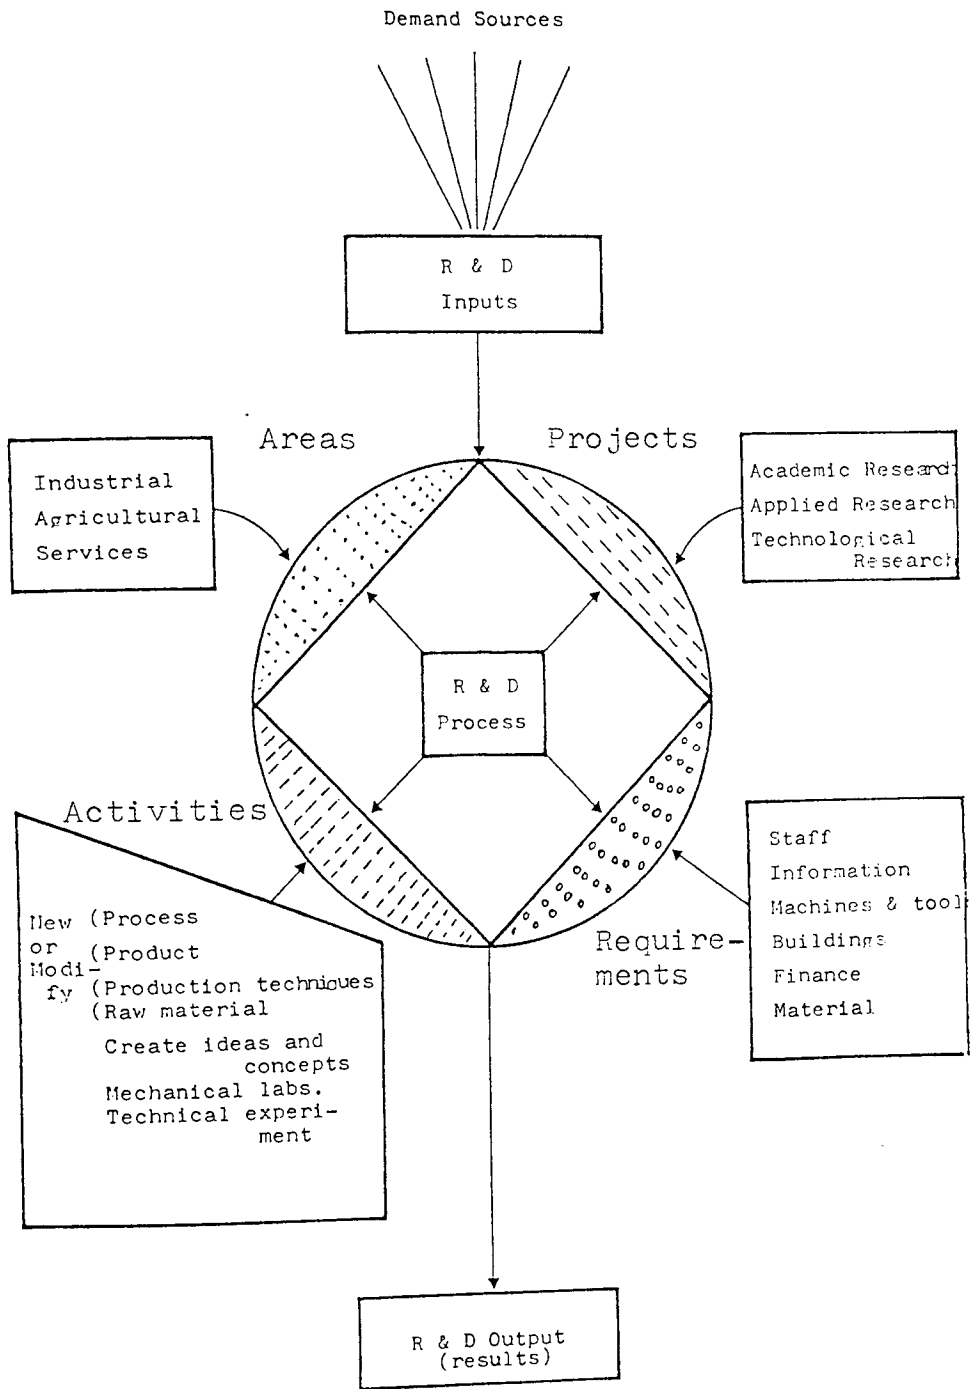 Demand Sources
R & D
Inputs
Areas
Projects
Industrial
Agricultural
Services
Academic Research
Applied Research
Technological
Research
R & D
Process
Activities
New (Process
or (Product
Modi-
fy (Production techniques
(Raw material
Create ideas and
concepts
Mechanical labs.
Technical experi-
ment
Require-
ments
Staff
Information
Machines & tool
Buildings
Finance
Material
R & D Output
(results)